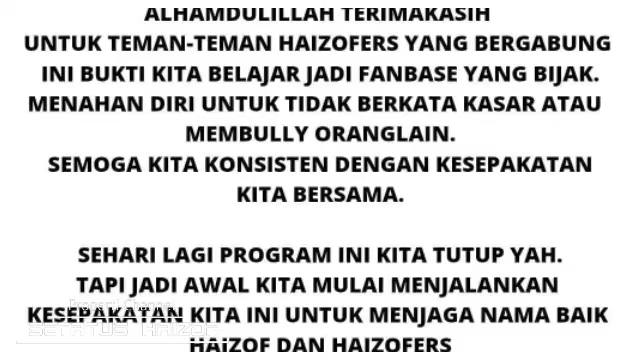 ALHAMDULILLAH TERIMAKASIH
UNTUK TEMAN-TEMAN HAIZOFERS YANG BERGABUNG
INI BUKTI KITA BELAJAR JADI FANBASE YANG BIJAK.
MENAHAN DIRI UNTUK TIDAK BERKATA KASAR ATAU
MEMBULLY ORANGLAIN.
SEMOGA KITA KONSISTEN DENGAN KESEPAKATAN
KITA BERSAMA.
SEHARI LAGI PROGRAM INI KITA TUTUP YAH.
TAPI JADI AWAL KITA MULAI MENJALANKAN
KESEPAKATAN KITA INI UNTUK MENJAGA NAMA BAIK
HAIZOF DAN HAIZOFERS